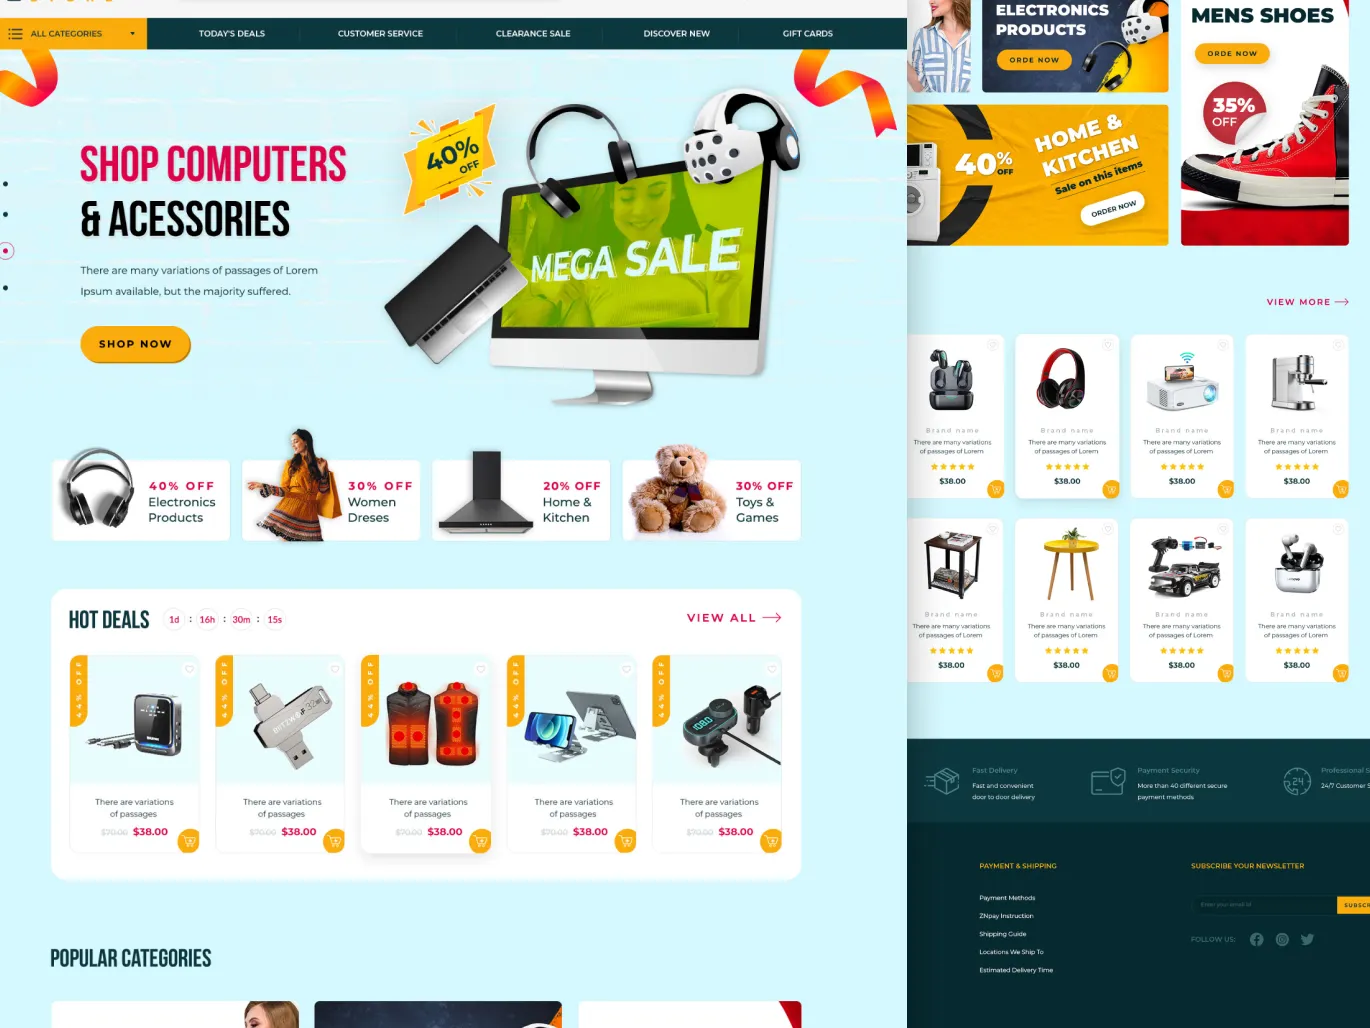 ALL CATEGORIES
TODAY'S DEALS
CUSTOMER SERVICE
CLEARANCE SALE
DISCOVER NEW
GIFT CARDS
SHOP COMPUTERS
& ACESSORIES
There are many variations of passages of Lorem
Ipsum available, but the majority suffered.
SHOP NOW
40%
OFF
MEGA SALE
40% OFF
Electronics
Products
30% OFF
Women
Dreses
20% OFF
Home &
Kitchen
30% OFF
Toys &
Games
HOT DEALS
1d : 16h : 30m : 15s
VIEW ALL
44% OFF
There are variations
of passages
$70.00 $38.00
44% OFF
BETZWEIF 32
There are variations
of passages
$70.00 $38.00
44% OFF
There are variations
of passages
$70.00 $38.00
44% OFF
There are variations
of passages
$70.00 $38.00
44% OFF
108.0
There are variations
of passages
$70.00 $38.00
POPULAR CATEGORIES
ELECTRONICS
PRODUCTS
ORDE NOW
MENS SHOES
ORDE NOW
35%
OFF
40%
OFF
HOME &
KITCHEN
Sale on this items
ORDER NOW
VIEW MORE
Brand name
There are many variations
of passages of Lorem
$38.00
Brand name
There are many variations
of passages of Lorem
$38.00
Brand name
There are many variations
of passages of Lorem
$38.00
Brand name
There are many variations
of passages of Lorem
$38.00
Brand name
There are many variations
of passages of Lorem
$38.00
Brand name
There are many variations
of passages of Lorem
$38.00
Brand name
There are many variations
of passages of Lorem
$38.00
lenovo
Brand name
There are many variations
of passages of Lorem
$38.00
Fast Delivery
Fast and convenient
door to door delivery
Payment Security
More than 40 different secure
payment methods
24
Professional S
24/7 Customer S
PAYMENT & SHIPPING
Payment Methods
ZNpay Instruction
Shipping Guide
Locations We Ship To
Estimated Delivery Time
SUBSCRIBE YOUR NEWSLETTER
Enter your email id
SUBSCR
FOLLOW US: